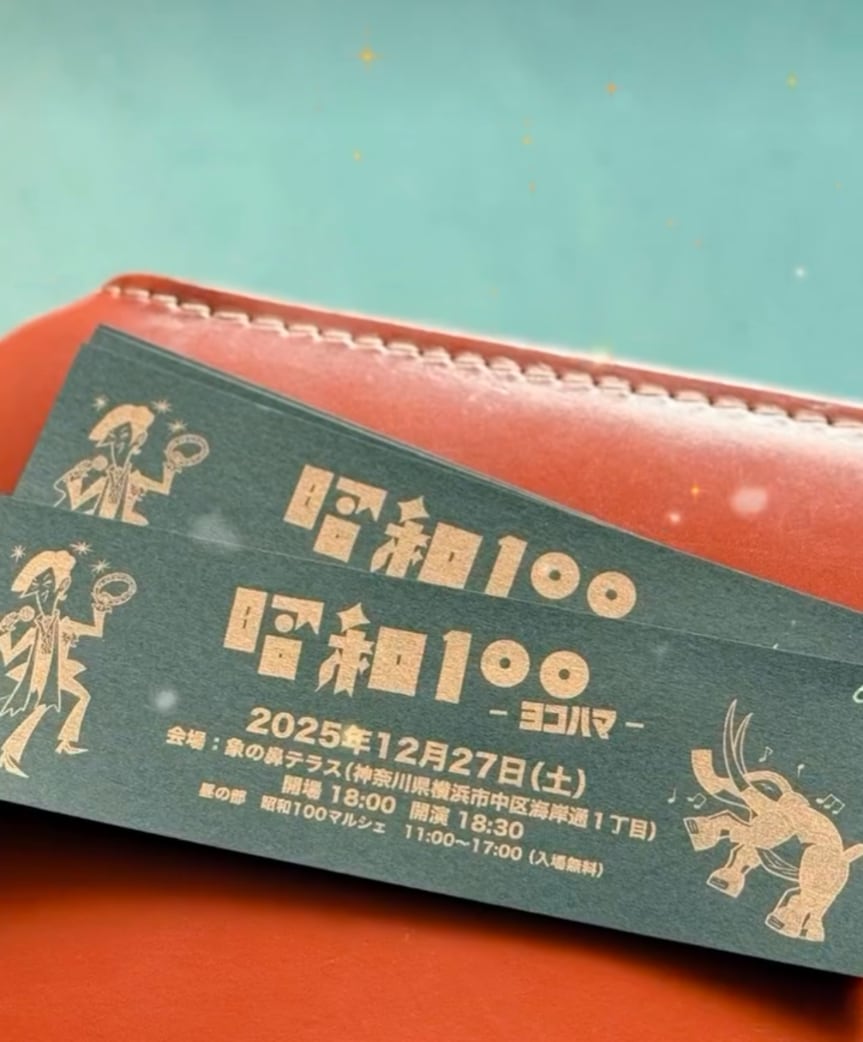 昭和100
昭和100
－ヨコハマ－
2025年12月27日(土)
会場：象の鼻テラス(神奈川県横浜市中区海岸通１丁目)
開場 18:00 開演 18:30
昼の部 昭和100マルシェ 11:00～17:00 (入場無料)